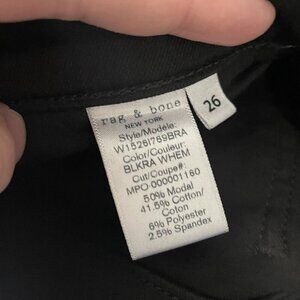 rag & bone
NEW YORK
Style/Modele:
W1528I769BRA
Color/Couleur:
BLKRA WHEM
Cut/Coupe#:
MPO-000001160
50% Modal
41.5% Cotton/
Coton
6% Polyester
2.5% Spandex
26